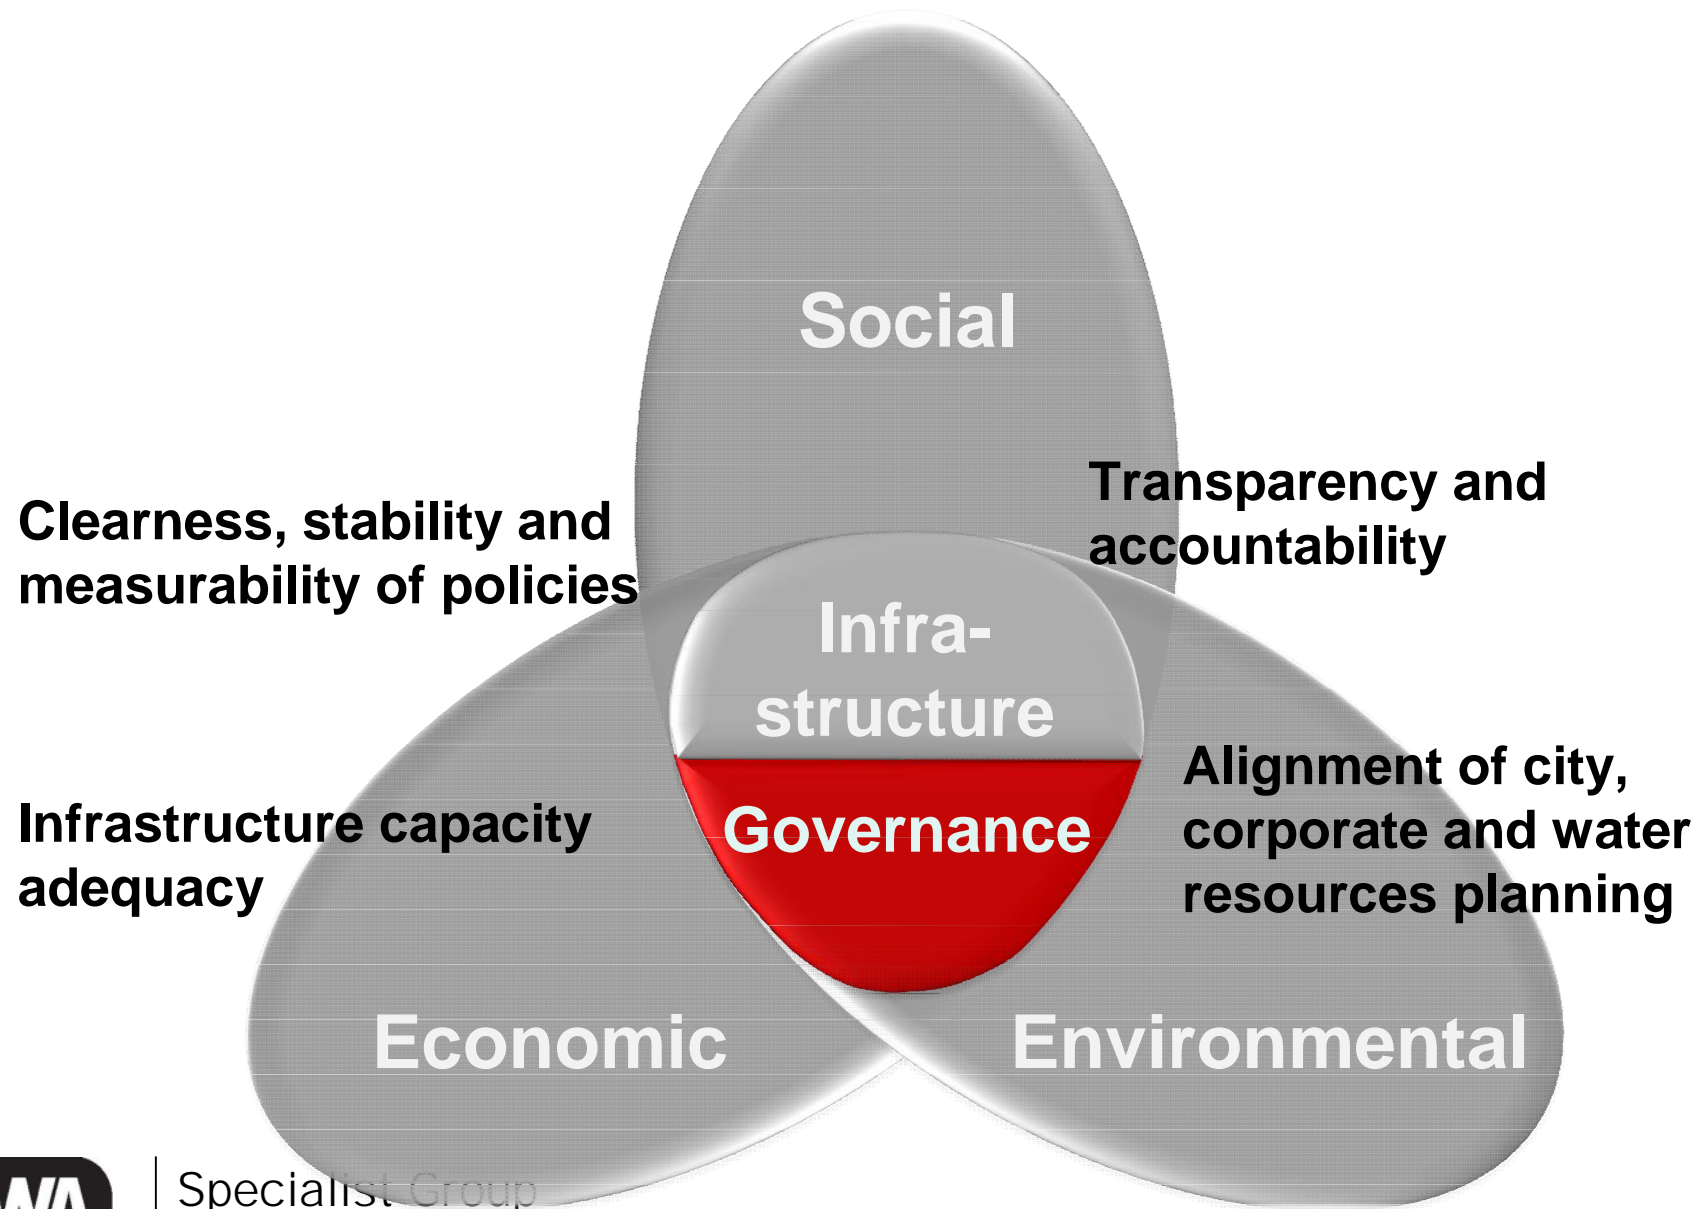 Social
Transparency and
accountability
Clearness, stability and
measurability of policies
Infra-
structure
Alignment of city,
corporate and water
resources planning
Infrastructure capacity
adequacy
Governance
Economic
Environmental
Specialist Group